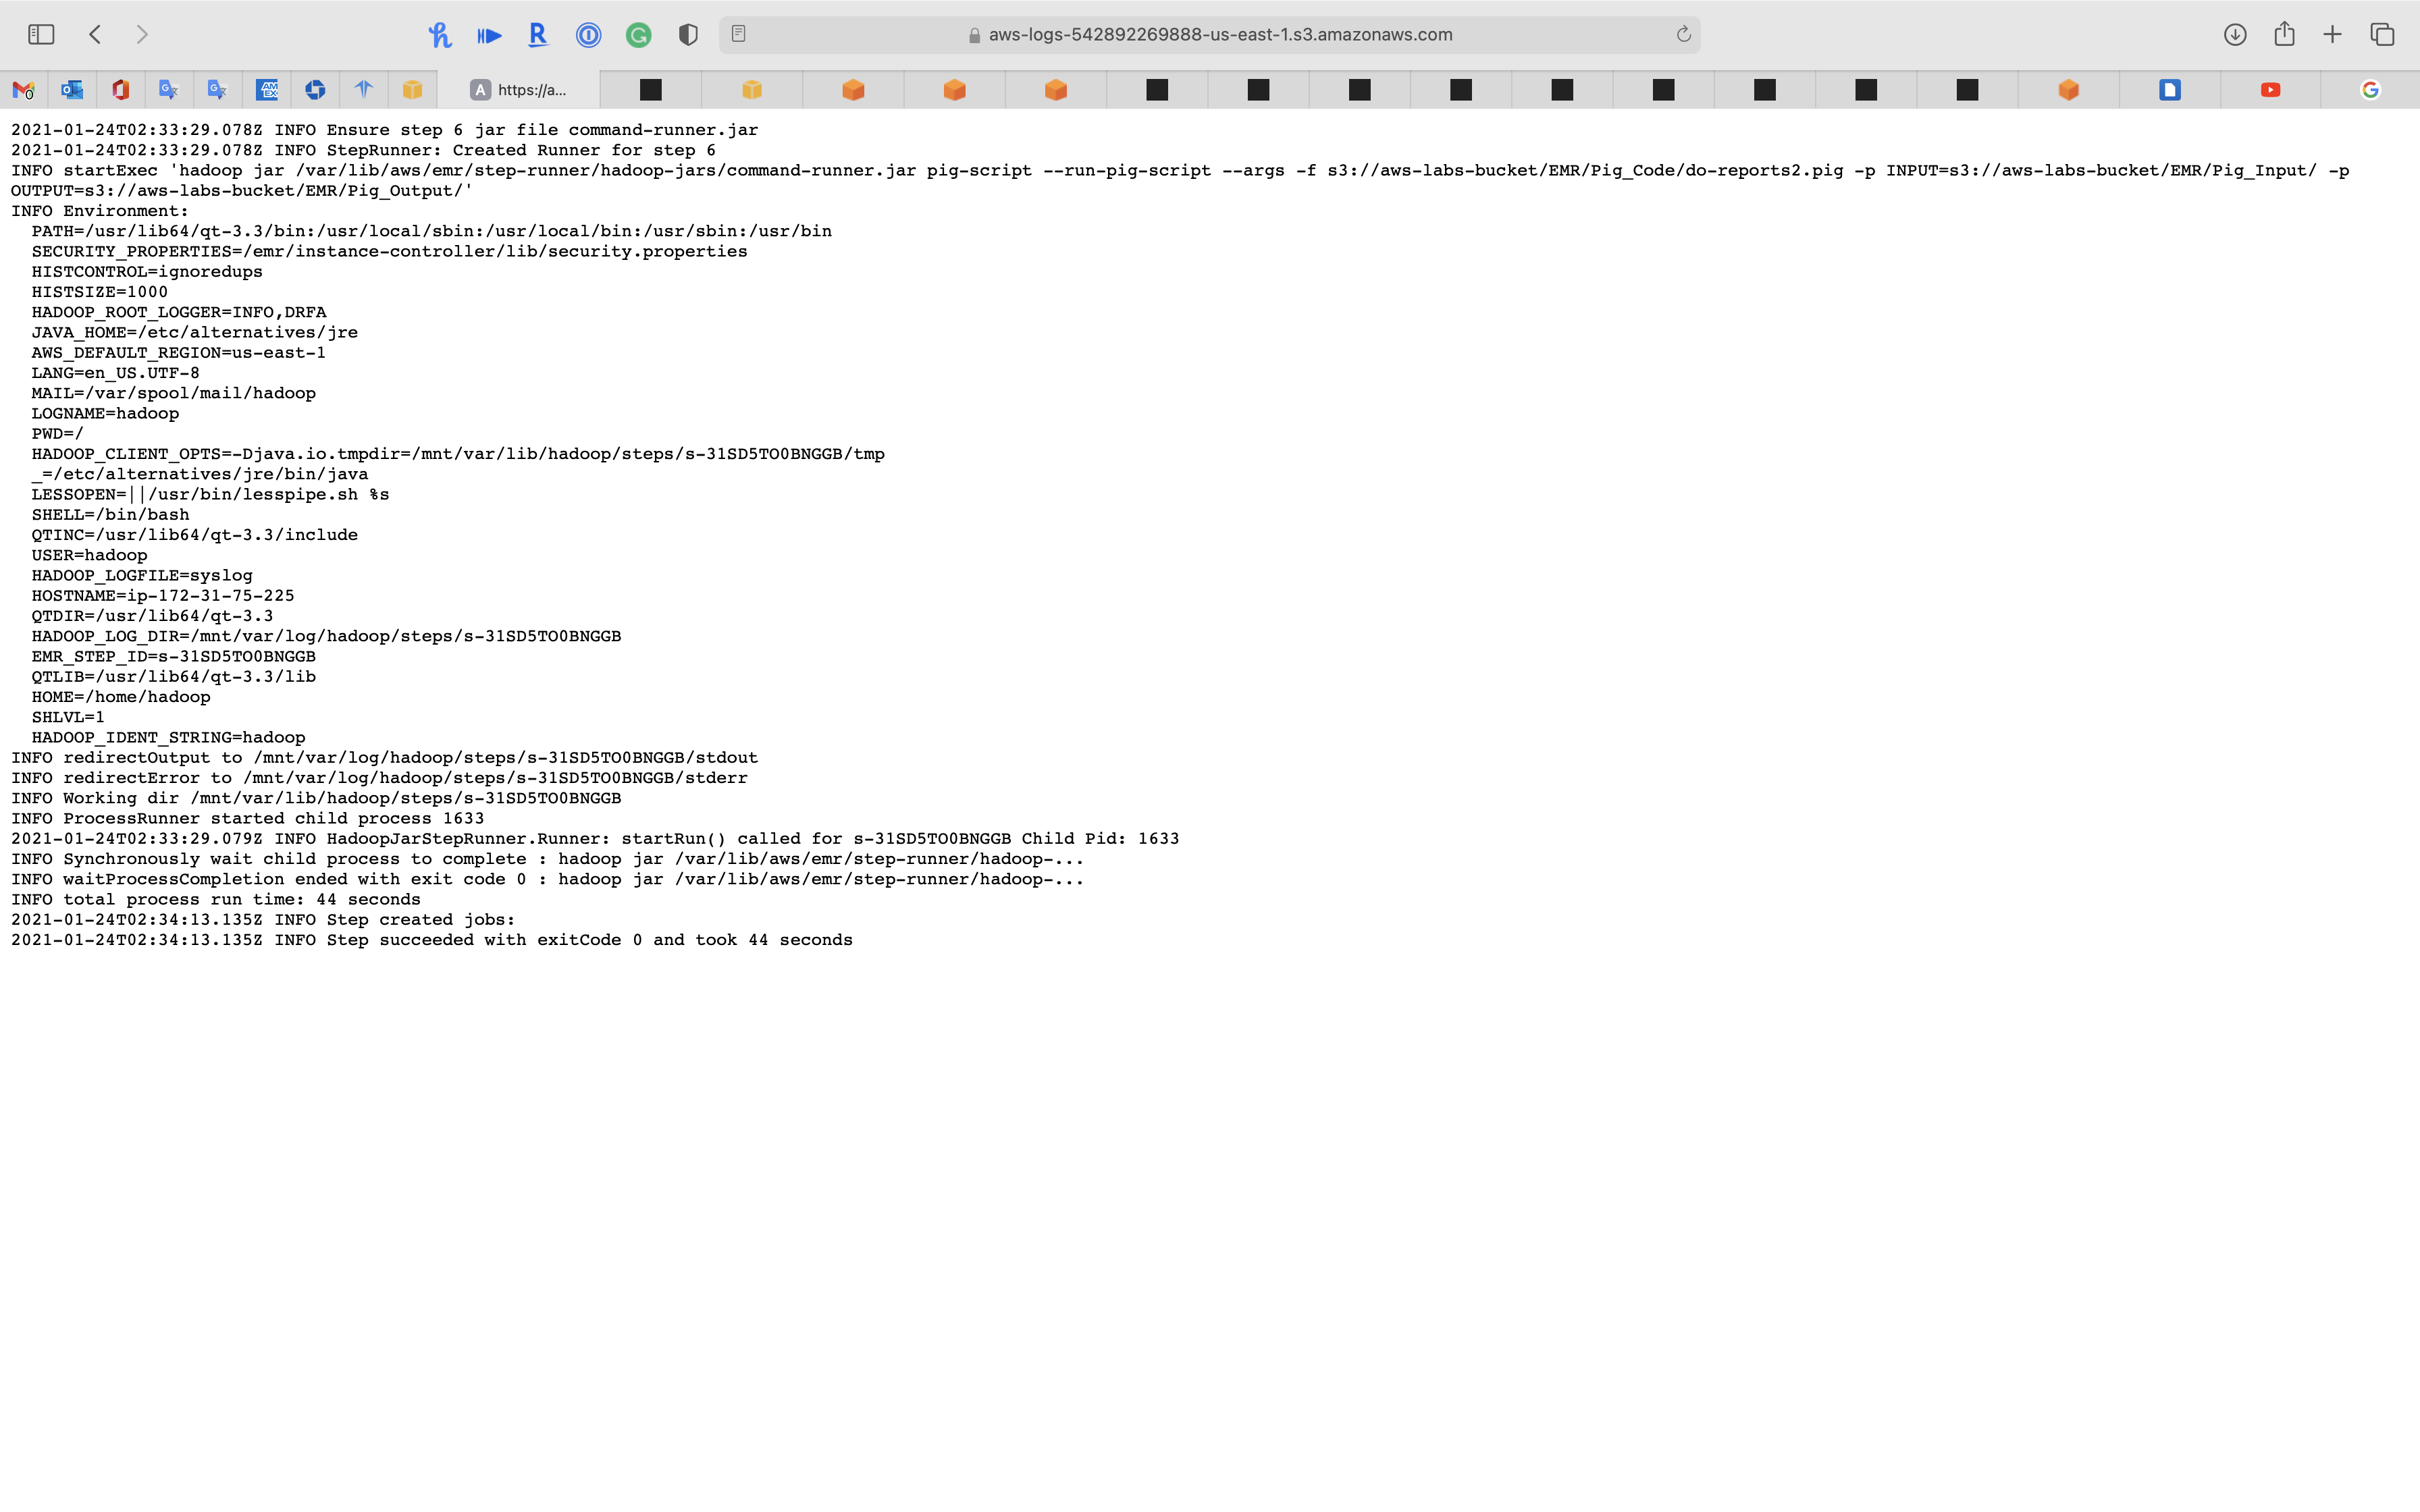 aws-logs-542892269888-us-east-1.s3.amazonaws.com
A https://a...
2021-01-24T02:33:29.078Z INFO Ensure step 6 jar file command-runner.jar
2021-01-24T02:33:29.078Z INFO StepRunner: Created Runner for step 6
INFO startExec 'hadoop jar /var/lib/aws/emr/step-runner/hadoop-jars/command-runner.jar pig-script --run-pig-script --args -f s3://aws-labs-bucket/EMR/Pig_Code/do-reports2.pig -p INPUT=s3://aws-labs-bucket/EMR/Pig_Input/ -p
OUTPUT=s3://aws-labs-bucket/EMR/Pig_Output/'
INFO Environment:
PATH=/usr/lib64/qt-3.3/bin:/usr/local/sbin:/usr/local/bin:/usr/sbin:/usr/bin
SECURITY_PROPERTIES=/emr/instance-controller/lib/security.properties
HISTCONTROL=ignoredups
HISTSIZE=1000
HADOOP_ROOT_LOGGER=INFO,DRFA
JAVA_HOME=/etc/alternatives/jre
AWS_DEFAULT_REGION=us-east-1
LANG=en_US.UTF-8
MAIL=/var/spool/mail/hadoop
LOGNAME=hadoop
PWD=/
HADOOP_CLIENT_OPTS=-Djava.io.tmpdir=/mnt/var/lib/hadoop/steps/s-31SD5TO0BNGGB/tmp
_=/etc/alternatives/jre/bin/java
LESSOPEN=||/usr/bin/lesspipe.sh %s
SHELL=/bin/bash
QTINC=/usr/lib64/qt-3.3/include
USER=hadoop
HADOOP_LOGFILE=syslog
HOSTNAME=ip-172-31-75-225
QTDIR=/usr/lib64/qt-3.3
HADOOP_LOG_DIR=/mnt/var/log/hadoop/steps/s-31SD5TO0BNGGB
EMR_STEP_ID=s-31SD5TO0BNGGB
QTLIB=/usr/lib64/qt-3.3/lib
HOME=/home/hadoop
SHLVL=1
HADOOP_IDENT_STRING=hadoop
INFO redirectOutput to /mnt/var/log/hadoop/steps/s-31SD5TO0BNGGB/stdout
INFO redirectError to /mnt/var/log/hadoop/steps/s-31SD5TO0BNGGB/stderr
INFO Working dir /mnt/var/lib/hadoop/steps/s-31SD5TO0BNGGB
INFO ProcessRunner started child process 1633
2021-01-24T02:33:29.079Z INFO HadoopJarStepRunner.Runner: startRun() called for s-31SD5TO0BNGGB Child Pid: 1633
INFO Synchronously wait child process to complete : hadoop jar /var/lib/aws/emr/step-runner/hadoop-...
INFO waitProcessCompletion ended with exit code 0 : hadoop jar /var/lib/aws/emr/step-runner/hadoop-...
INFO total process run time: 44 seconds
2021-01-24T02:34:13.135Z INFO Step created jobs:
2021-01-24T02:34:13.135Z INFO Step succeeded with exitCode 0 and took 44 seconds